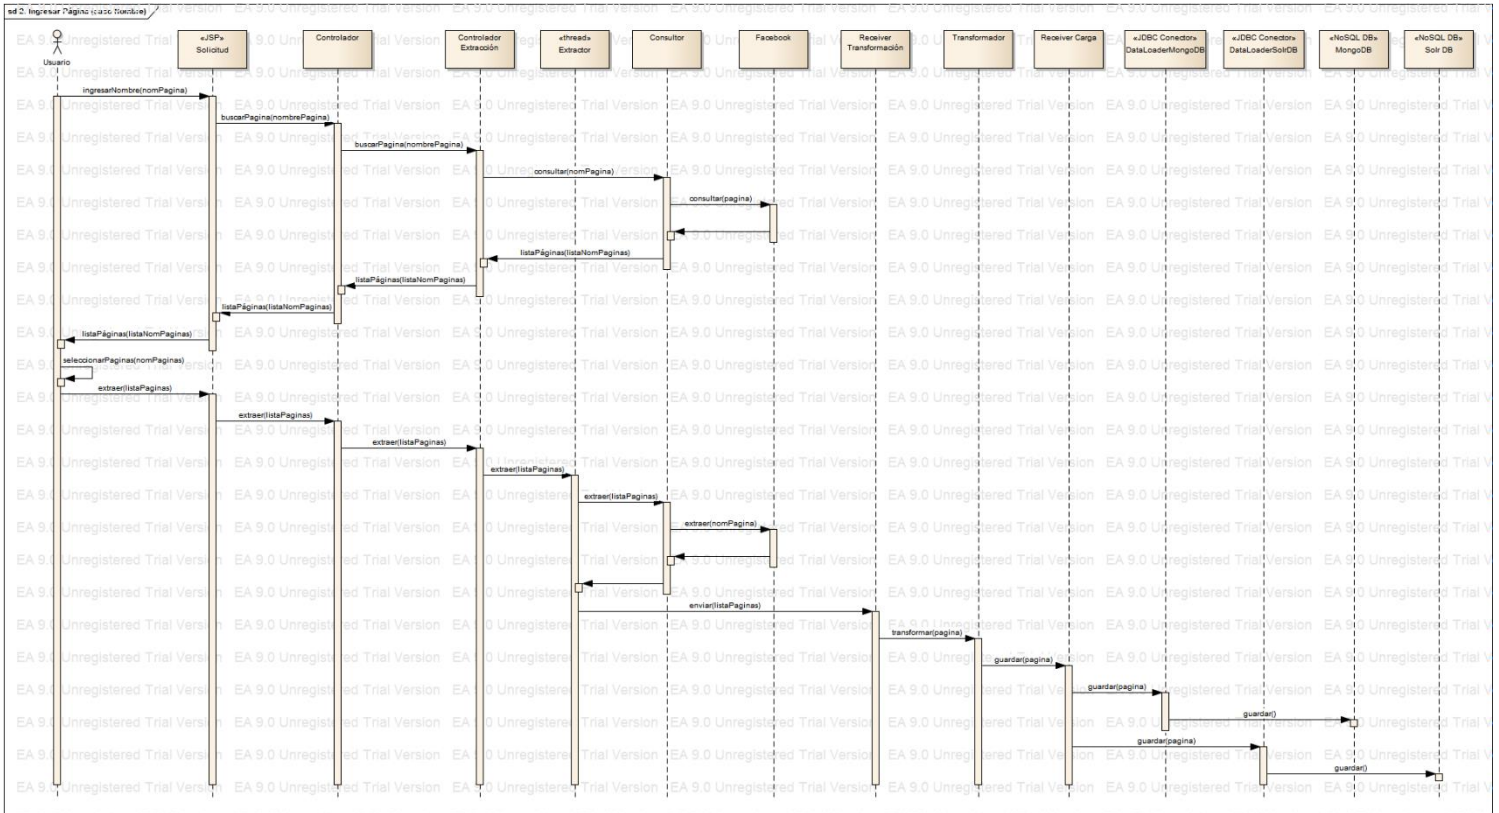 sd 2. Ingresar Página (caso Nombre)
Usuario
«JSP»
Solicitud
Controlador
Controlador
Extracción
«thread»
Extractor
Consultor
Facebook
Receiver
Transformación
Transformador
Receiver Carga
«JDBC Conector»
DataLoaderMongoDB
«JDBC Conector»
DataLoaderSolrDB
«NoSQL DB»
MongoDB
«NoSQL DB»
Solr DB
ingresarNombre(nomPagina)
buscarPagina(nombrePagina)
buscarPagina(nombrePagina)
consultar(nomPagina)
consultar(pagina)
listaPáginas(listaNomPaginas)
listaPáginas(listaNomPaginas)
listaPáginas(listaNomPaginas)
listaPáginas(listaNomPaginas)
seleccionarPaginas(nomPaginas)
extraer(listaPaginas)
extraer(listaPaginas)
extraer(listaPaginas)
extraer(listaPaginas)
extraer(listaPaginas)
extraer(nomPagina)
enviar(listaPaginas)
transformar(pagina)
guardar(pagina)
guardar(pagina)
guardar()
guardar(pagina)
guardar()
EA 9.0 Unregistered Trial Version